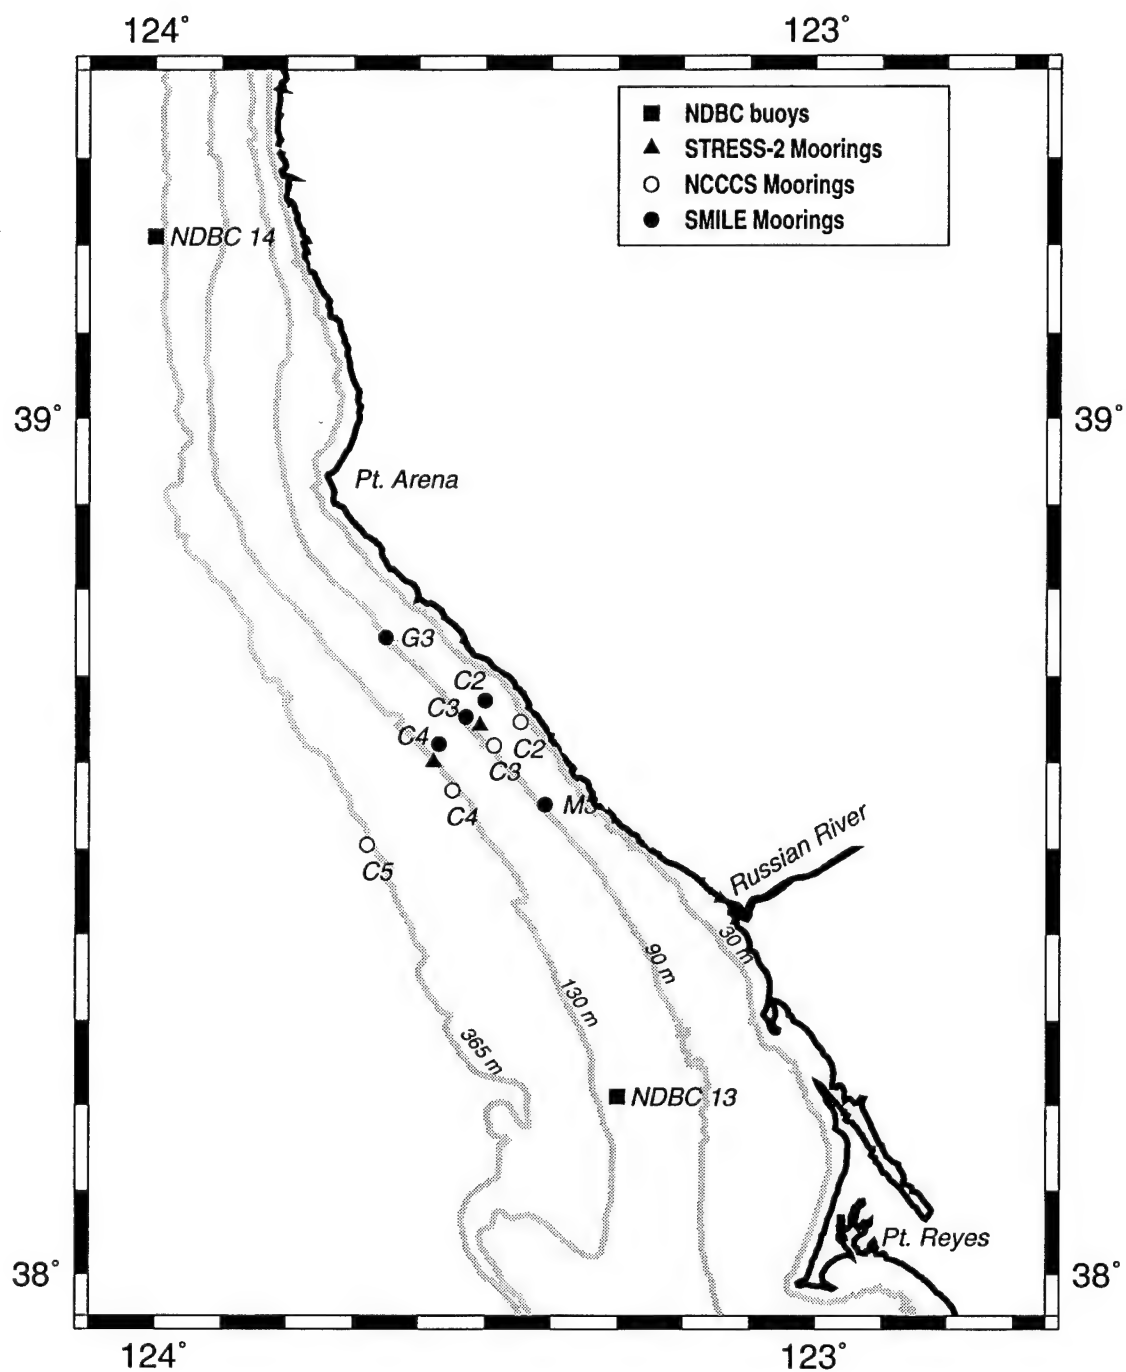 124°
123°
NDBC buoys
STRESS-2 Moorings
NCCCS Moorings
SMILE Moorings
NDBC 14
39°
39°
Pt. Arena
G3
C2
C3
C4
C2
C3
M3
C4
Russian River
C5
30 m
90 m
130 m
365 m
NDBC 13
Pt. Reyes
38°
38°
124°
123°